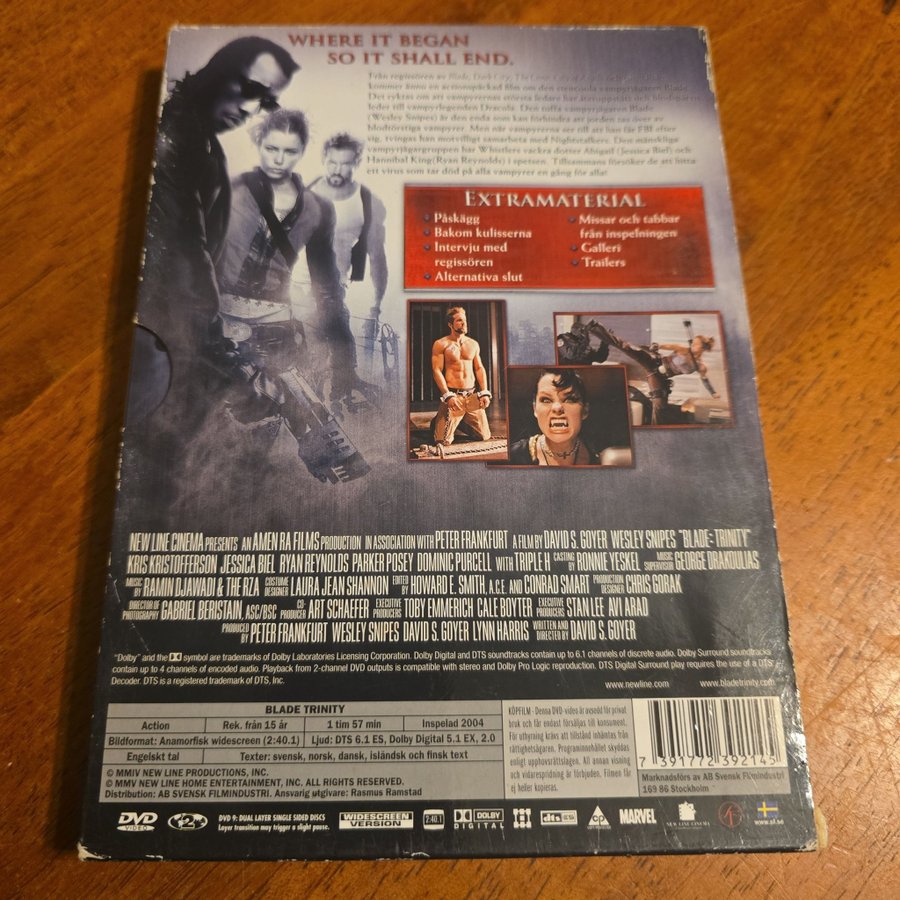 WHERE IT BEGAN
SO IT SHALL END.
Från regissören av Blade, Dark City, The Crow: City of
kommer ännu en actionspäckad film om den stencoola vampyrjägaren Blade.
Det ryktas om att vampyrernas största ledare har återuppstått och blodspåren
leder till vampyrlegenden Dracula. Den tuffa vampyrjägaren Blade
(Wesley Snipes) är den enda som kan förhindra att jorden tas över av
blodtörstiga vampyrer. Men när vampyrerna ser till att han får FBI efter
sig, tvingas han motvilligt samarbeta med Nightstalkers. Den mänskliga
vampyrjägargruppen har Whistlers vackra dotter Abigail (Jessica Biel) och
Hannibal King(Ryan Reynolds) i spetsen. Tillsammans försöker de att hitta
ett virus som tar död på alla vampyrer en gång för alla!
EXTRAMATERIAL
Påskägg
Bakom kulisserna
Intervju med
regissören
Alternativa slut
Missar och tabbar
från inspelningen
Galleri
Trailers
NEW LINE CINEMA PRESENTS AN AMEN RA FILMS PRODUCTION IN ASSOCIATION WITH PETER FRANKFURT A FILM BY DAVID S. GOYER WESLEY SNIPES "BLADE: TRINITY"
KRIS KRISTOFFERSON JESSICA BIEL RYAN REYNOLDS PARKER POSEY DOMINIC PURCELL WITH TRIPLE H CASTING BY RONNIE YESKEL MUSIC SUPERVISION GEORGE DRAKOULIAS
MUSIC BY RAMIN DJAWADI & THE RZA COSTUME DESIGNER LAURA JEAN SHANNON EDITED BY HOWARD E. SMITH, A.C.E. AND CONRAD SMART PRODUCTION DESIGNER CHRIS GORAK
DIRECTOR OF PHOTOGRAPHY GABRIEL BERISTAIN, ASC/BSC CO-PRODUCER ART SCHAEFER EXECUTIVE PRODUCERS TOBY EMMERICH CALE BOYTER EXECUTIVE PRODUCERS STAN LEE AVI ARAD
PRODUCED BY PETER FRANKFURT WESLEY SNIPES DAVID S. GOYER LYNN HARRIS WRITTEN AND DIRECTED BY DAVID S. GOYER
"Dolby" and the symbol are trademarks of Dolby Laboratories Licensing Corporation. Dolby Digital and DTS soundtracks can contain up to 6.1 channels of discrete audio. Dolby Surround soundtracks
contain up to 4 channels of encoded audio. Playback from 2-channel DVD outputs is compatible with stereo and Dolby Pro Logic reproduction. DTS Digital Surround play requires the use of a DTS
Decoder. DTS is a registered trademark of DTS, Inc.
www.newline.com www.bladetrinity.com
BLADE TRINITY
Action Rek. från 15 år 1 tim 57 min Inspelad 2004
Bildformat: Anamorfisk widescreen (2:40.1) Ljud: DTS 6.1 ES, Dolby Digital 5.1 EX, 2.0
Engelskt tal Texter: svensk, norsk, dansk, isländsk och finsk text
© MMIV NEW LINE PRODUCTIONS, INC.
© MMV NEW LINE HOME ENTERTAINMENT, INC. ALL RIGHTS RESERVED.
Distribution: AB SVENSK FILMINDUSTRI. Ansvarig utgivare: Rasmus Ramstad
KÖPFILM - Denna DVD-video är avsedd för privat
bruk och får endast försäljas till konsument.
För uthyrning krävs att tillstånd inhämtas från
rättighetsägaren. Programinnehållet skyddas
enligt upphovsrättslagen. All annan visning
och vidarespridning är förbjuden. Filmen får
ej heller kopieras.
7 391772 392145
Marknadsförs av AB Svensk Filmindustri
169 86 Stockholm
DVD VIDEO
2
DVD 9: DUAL LAYER SINGLE SIDED DISCS
Layer transition may trigger a slight pause.
WIDESCREEN VERSION
2:40.1
DOLBY DIGITAL
dts ES
CP
MARVEL
NEW LINE CINEMA
www.sf.se